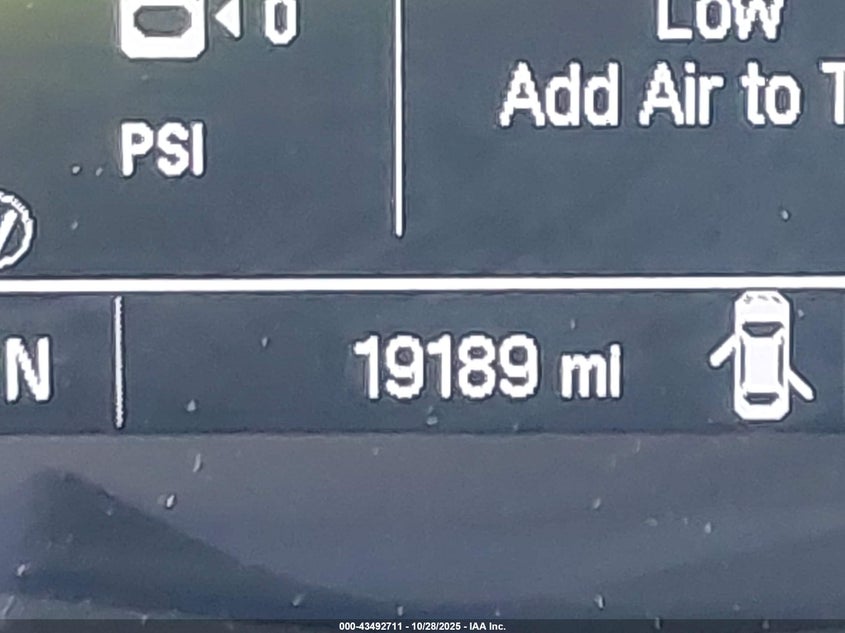 0
Low
Add Air to T
PSI
N
19189 mi
000-43492711 - 10/28/2025 - IAA Inc.